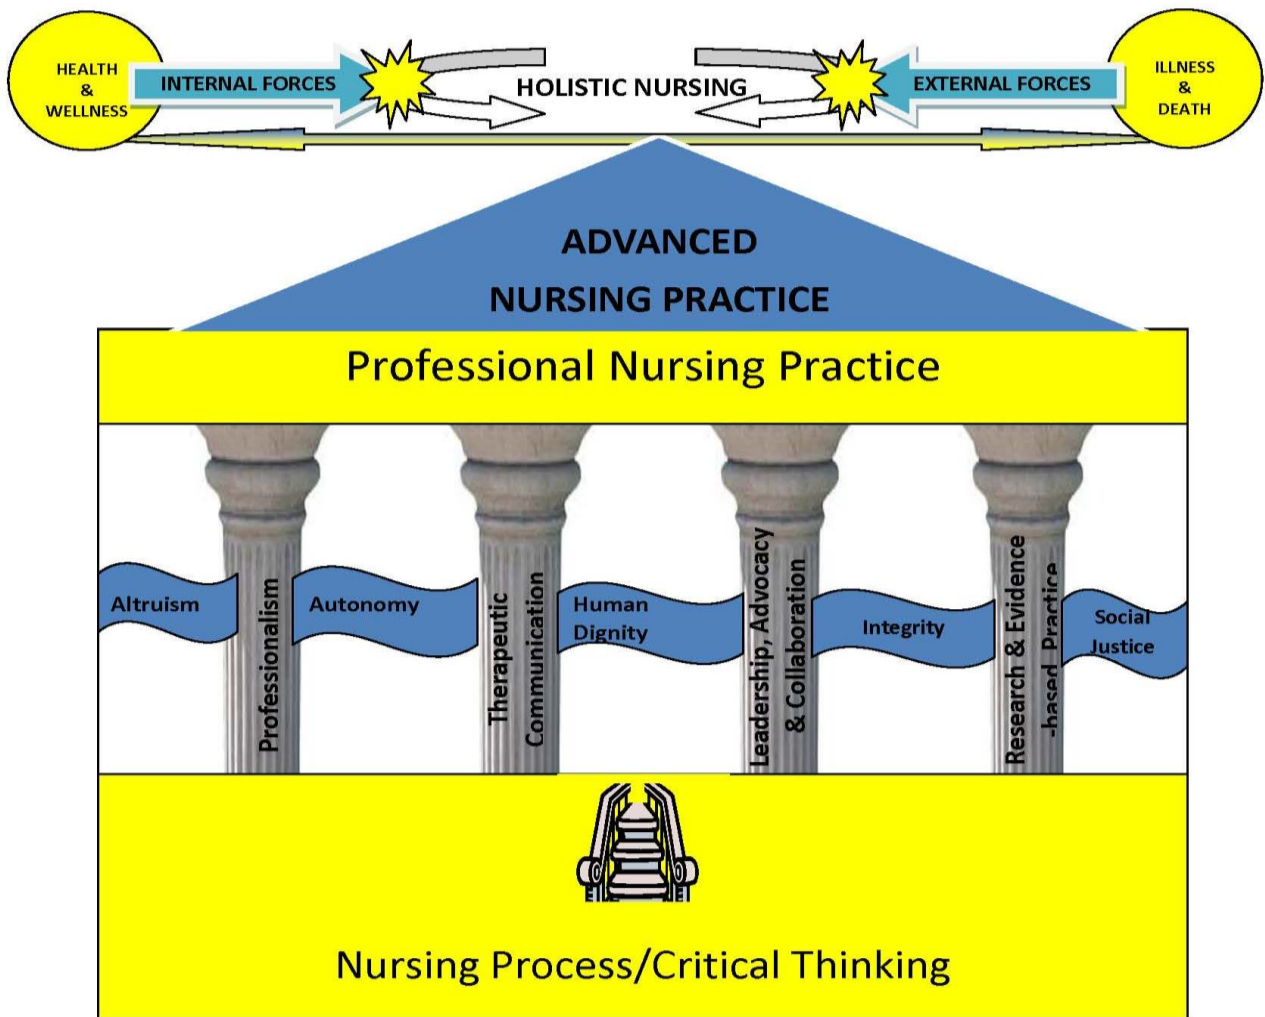 HEALTH
&
WELLNESS
INTERNAL FORCES
HOLISTIC NURSING
EXTERNAL FORCES
ILLNESS
&
DEATH
ADVANCED
NURSING PRACTICE
Professional Nursing Practice
Altruism
Professionalism
Autonomy
Therapeutic
Communication
Human
Dignity
Leadership, Advocacy
& Collaboration
Integrity
Research & Evidence
-based Practice
Social
Justice
Nursing Process/Critical Thinking